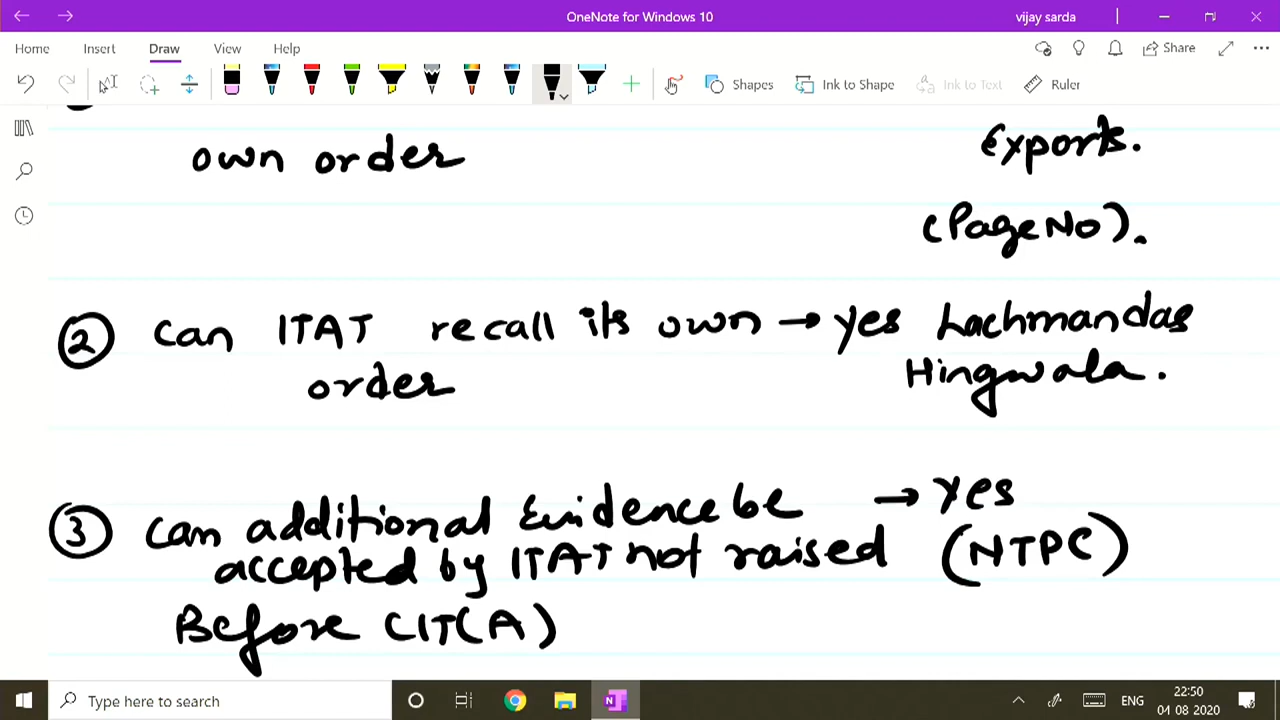 OneNote for Windows 10
vijay sarda
Home Insert Draw View Help
Share
Shapes Ink to Shape Ink to Text Ruler
own order
Exports.
(Page No).
2 Can ITAT recall its own → yes Lachmandas
order Hingwala.
3 Can additional Evidence be → Yes
accepted by ITAT not raised (NTPC)
Before CIT(A)
Type here to search
ENG
22:50
04-08-2020